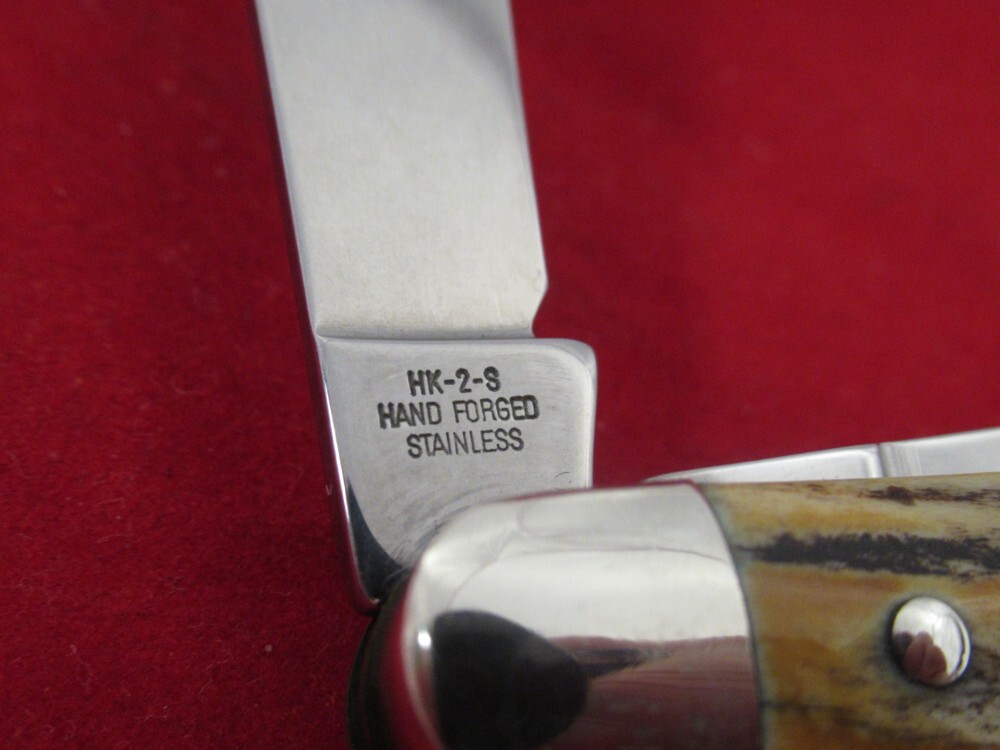 HK-2-S
HAND FORGED
STAINLESS